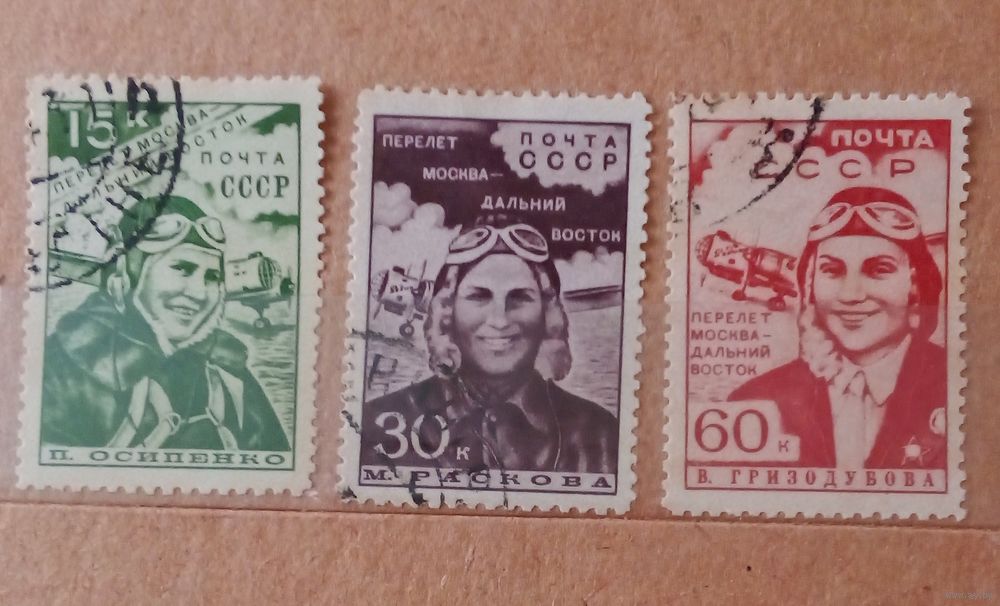 15 К
ПЕРЕЛЕТ МОСКВА-
ДАЛЬНИЙ ВОСТОК
ПОЧТА
СССР
П. ОСИПЕНКО
ПЕРЕЛЕТ
МОСКВА-
ДАЛЬНИЙ
ВОСТОК
ПОЧТА
СССР
30 К
М. РАСКОВА
ПОЧТА
СССР
ПЕРЕЛЕТ
МОСКВА-
ДАЛЬНИЙ
ВОСТОК
60 К
В. ГРИЗОДУБОВА